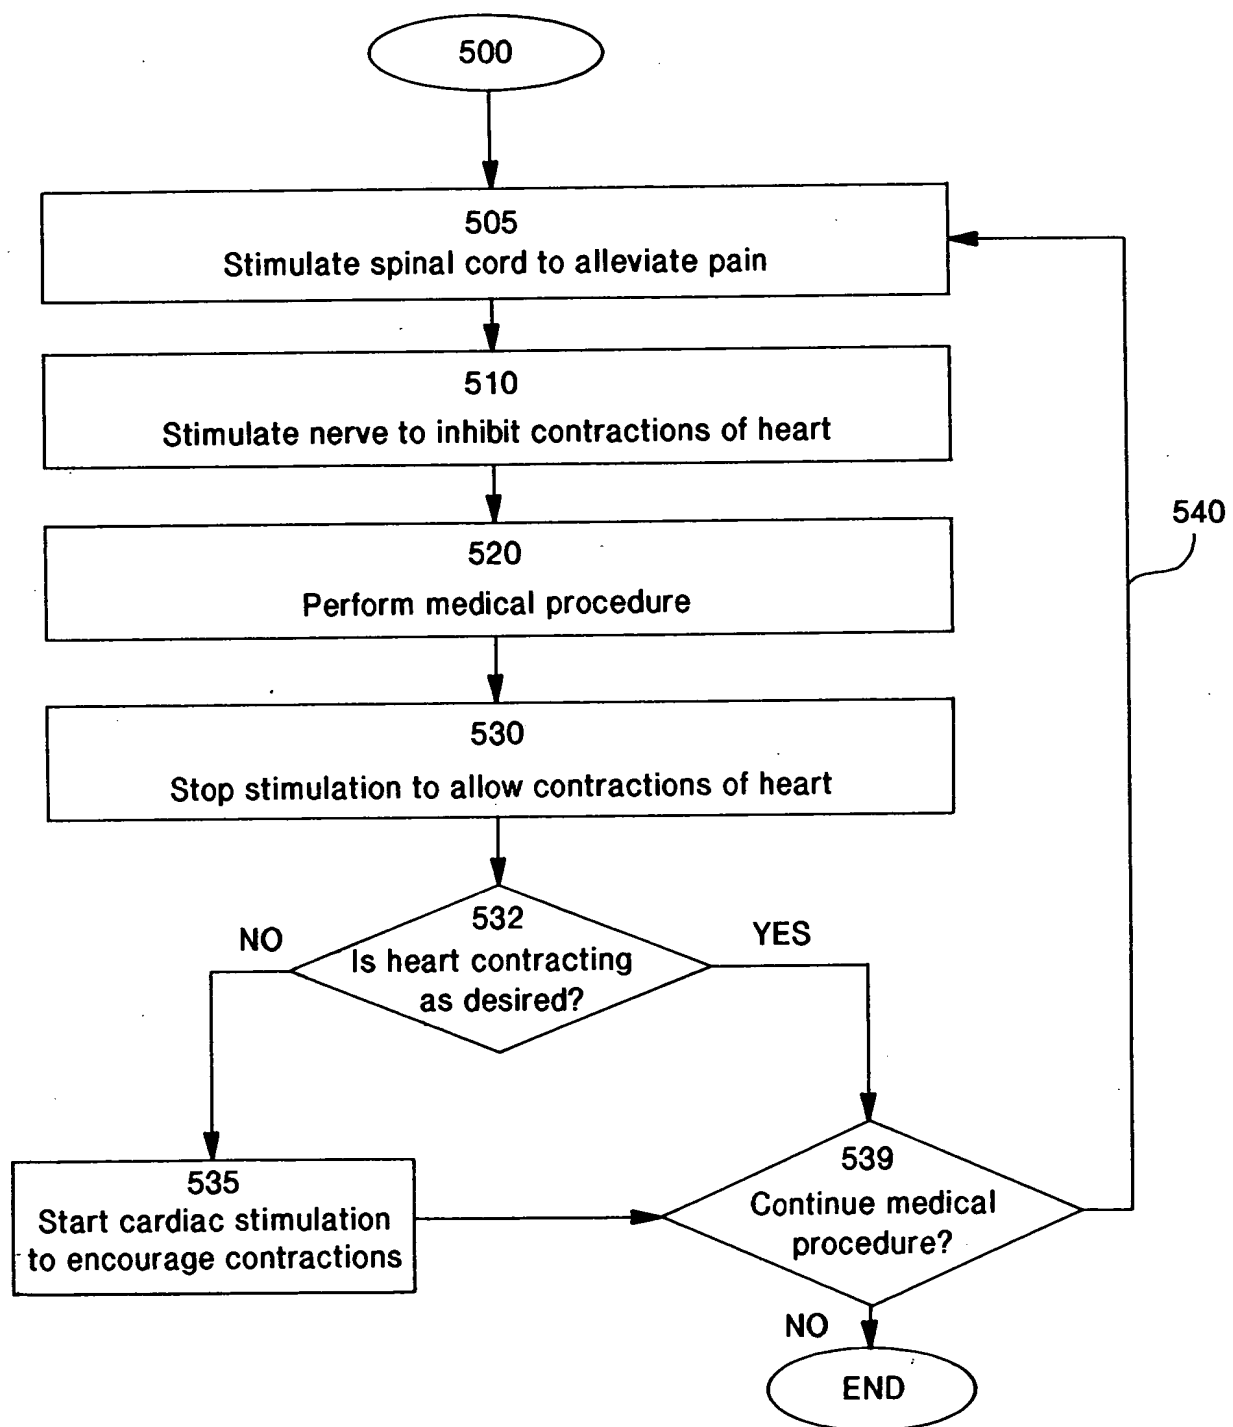 500
505
Stimulate spinal cord to alleviate pain
510
Stimulate nerve to inhibit contractions of heart
520
Perform medical procedure
540
530
Stop stimulation to allow contractions of heart
532
Is heart contracting
as desired?
NO
YES
535
Start cardiac stimulation
to encourage contractions
539
Continue medical
procedure?
NO
END